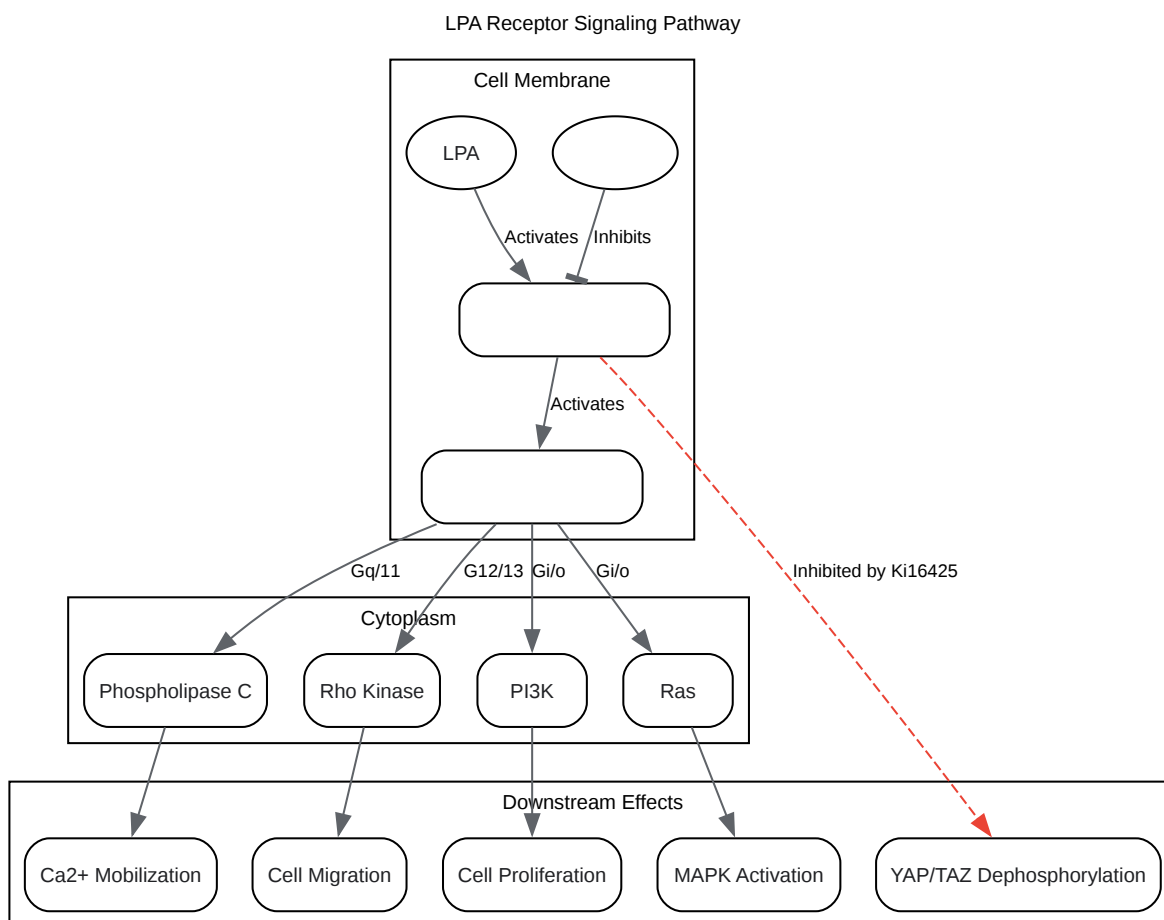 LPA Receptor Signaling Pathway
Cell Membrane
LPA
Activates
Inhibits
Activates
Gq/11
G12/13
Gi/o
Gi/o
Inhibited by Ki16425
Cytoplasm
Phospholipase C
Rho Kinase
PI3K
Ras
Downstream Effects
Ca2+ Mobilization
Cell Migration
Cell Proliferation
MAPK Activation
YAP/TAZ Dephosphorylation